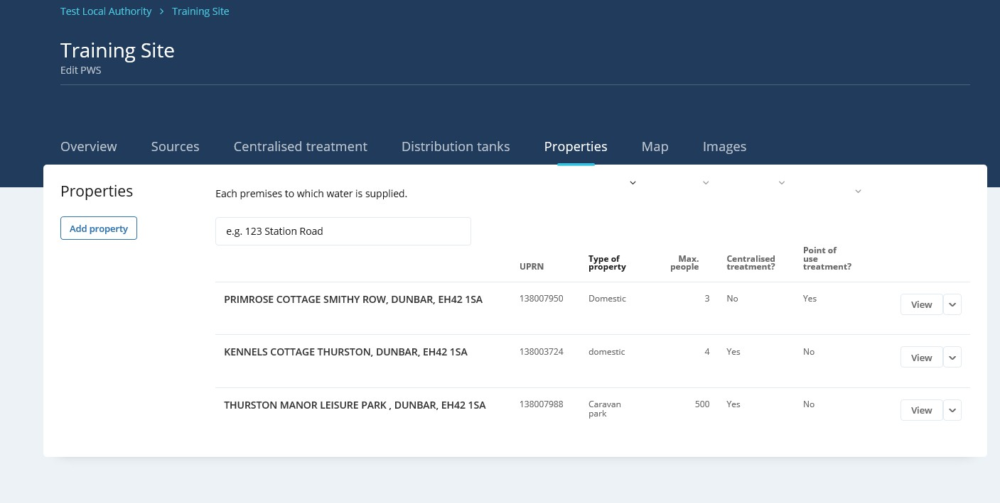 Test Local Authority > Training Site
Training Site
Edit PWS
Overview Sources Centralised treatment Distribution tanks Properties Map Images
Properties
Each premises to which water is supplied.
Add property
e.g. 123 Station Road
UPRN Type of property Max. people Centralised treatment? Point of use treatment?
PRIMROSE COTTAGE SMITHY ROW, DUNBAR, EH42 1SA 138007950 Domestic 3 No Yes View
KENNELS COTTAGE THURSTON, DUNBAR, EH42 1SA 138003724 domestic 4 Yes No View
THURSTON MANOR LEISURE PARK , DUNBAR, EH42 1SA 138007988 Caravan park 500 Yes No View